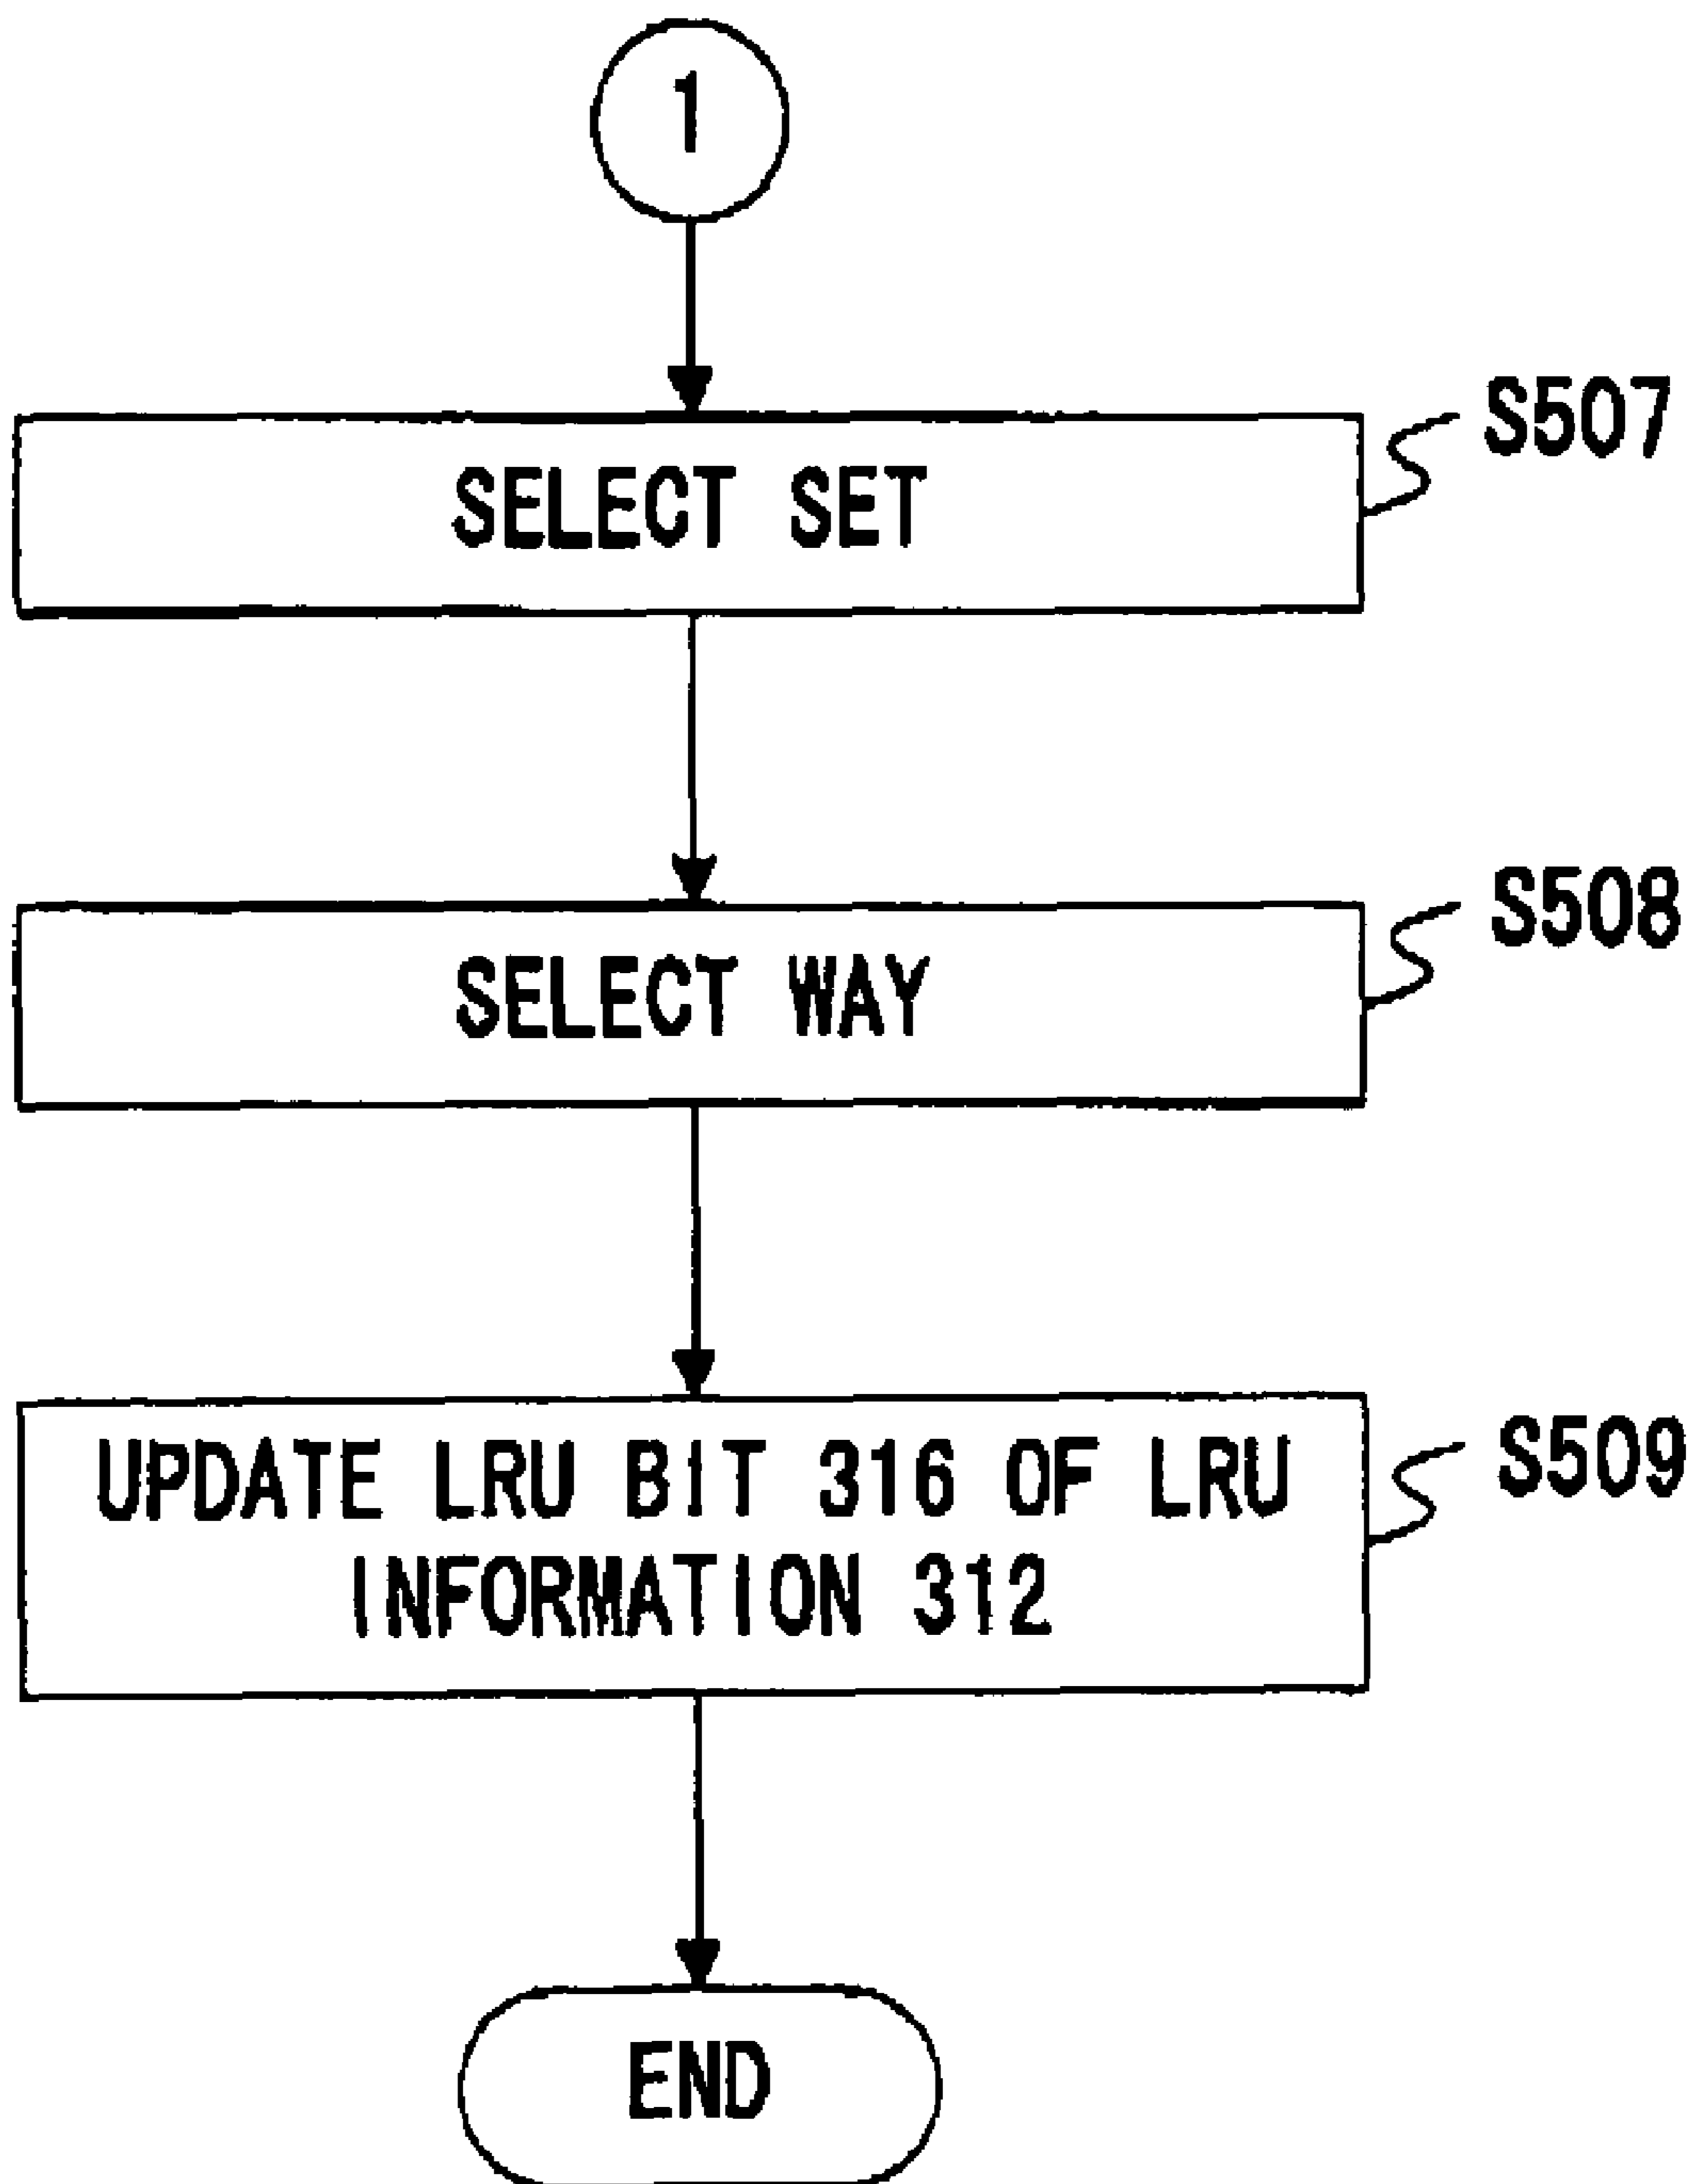 1
S507
SELECT SET
S508
SELECT WAY
S509
UPDATE LRU BIT 316 OF LRU
INFORMATION 312
END